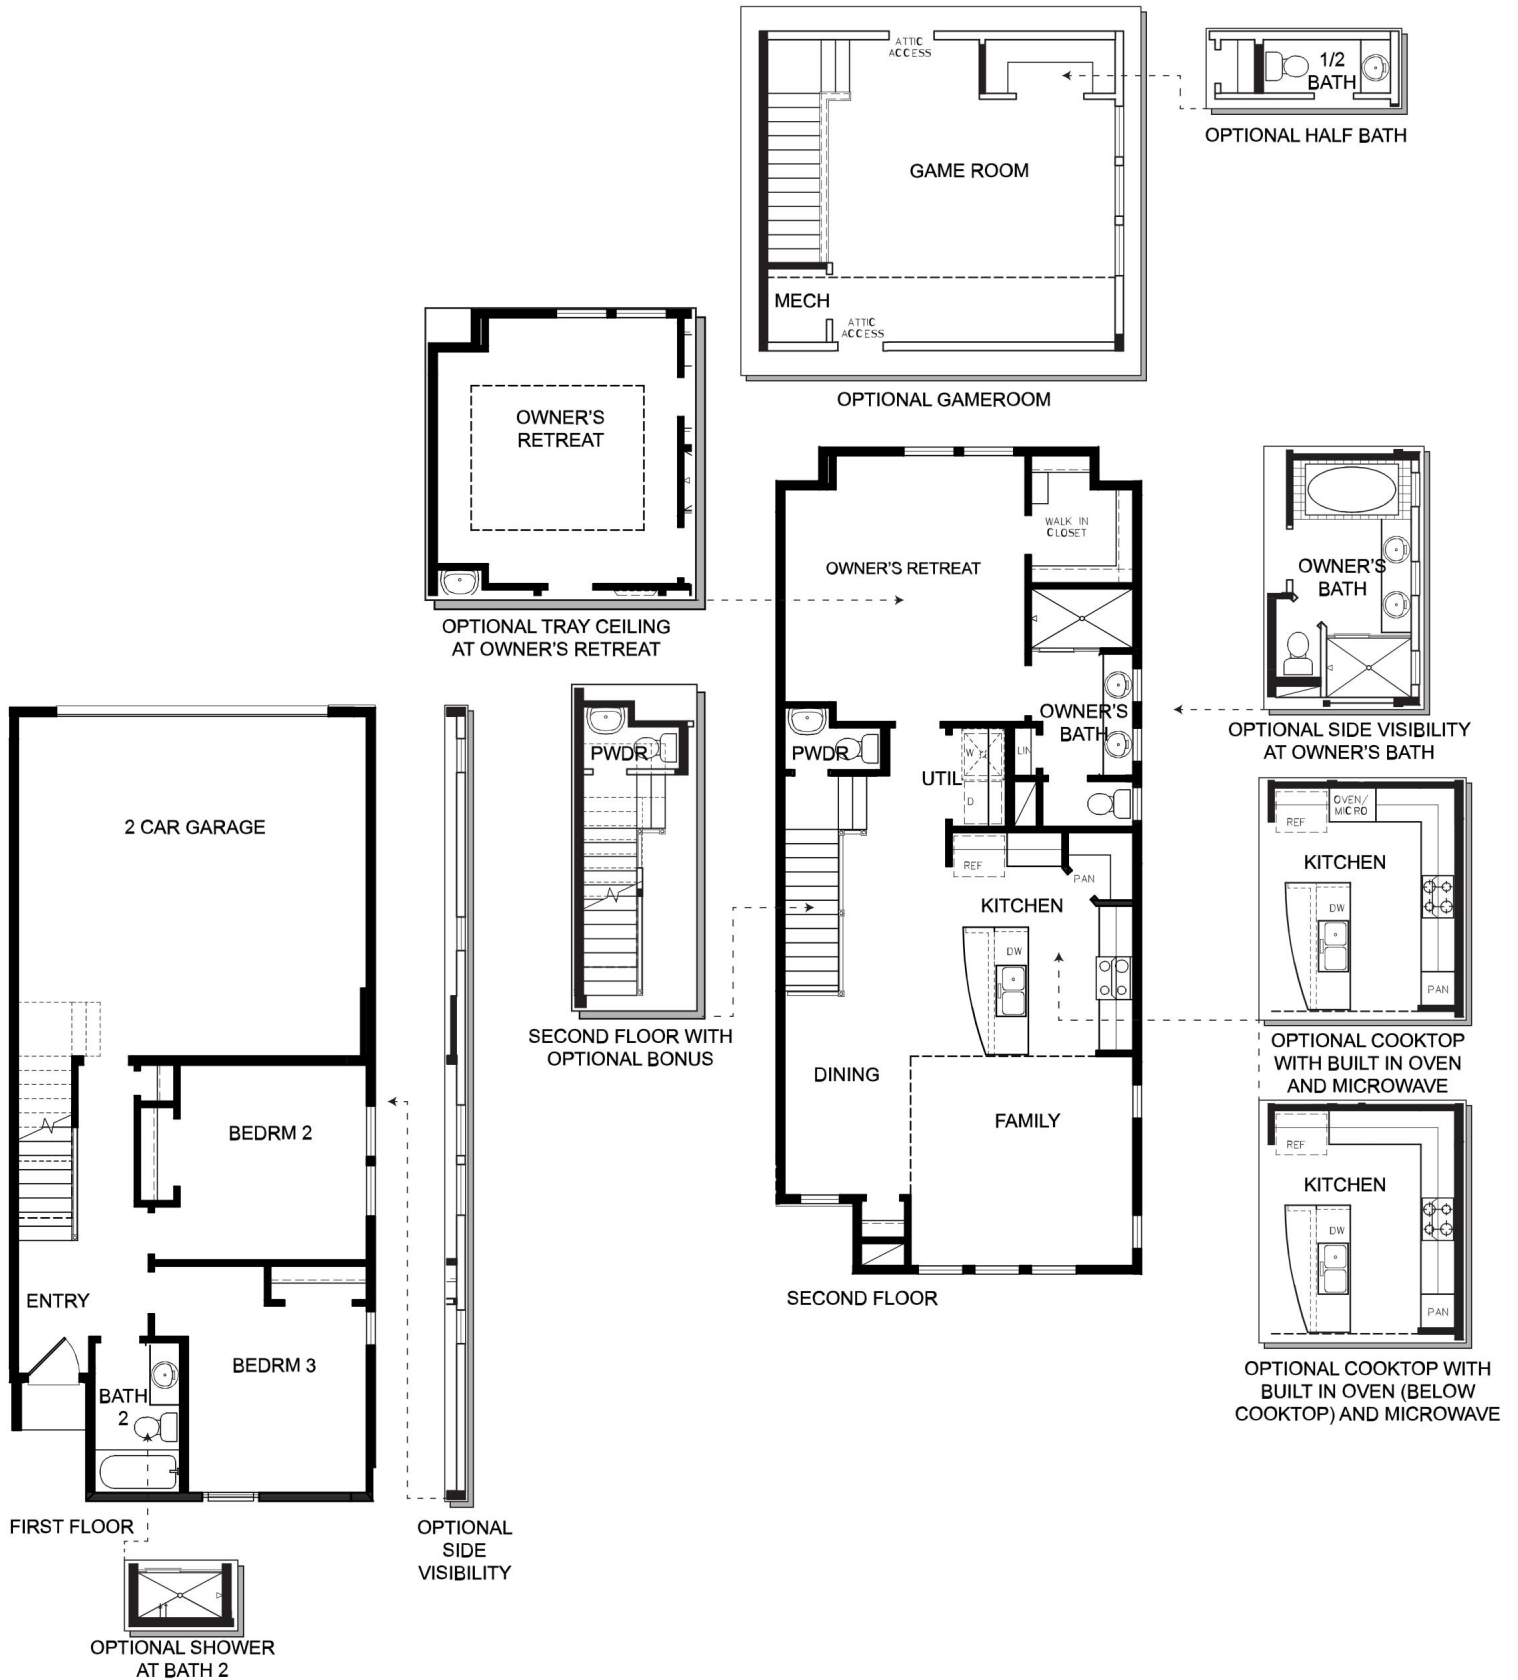 ATTIC
ACCESS
GAME ROOM
MECH
ATTIC
ACCESS
OPTIONAL GAMEROOM
1/2
BATH
OPTIONAL HALF BATH
OWNER'S
RETREAT
OPTIONAL TRAY CEILING
AT OWNER'S RETREAT
OWNER'S RETREAT
WALK IN
CLOSET
OWNER'S
BATH
PWDR
W
UTIL
D
LIN
REF
PAN
KITCHEN
DW
DINING
FAMILY
SECOND FLOOR
OWNER'S
BATH
OPTIONAL SIDE VISIBILITY
AT OWNER'S BATH
PWDR
SECOND FLOOR WITH
OPTIONAL BONUS
OVEN/
MICRO
REF
KITCHEN
DW
PAN
OPTIONAL COOKTOP
WITH BUILT IN OVEN
AND MICROWAVE
REF
KITCHEN
DW
PAN
OPTIONAL COOKTOP WITH
BUILT IN OVEN (BELOW
COOKTOP) AND MICROWAVE
2 CAR GARAGE
BEDRM 2
ENTRY
BEDRM 3
BATH
2
FIRST FLOOR
OPTIONAL
SIDE
VISIBILITY
OPTIONAL SHOWER
AT BATH 2